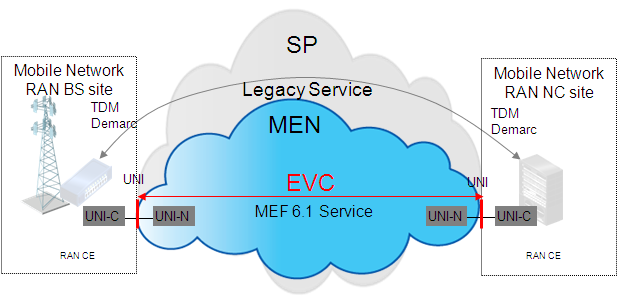 SP
Mobile Network
RAN BS site
Mobile Network
RAN NC site
TDM
Demarc
Legacy Service
TDM
Demarc
MEN
UNI
EVC
UNI
UNI-C
UNI-N
MEF 6.1 Service
UNI-N
UNI-C
RAN CE
RAN CE